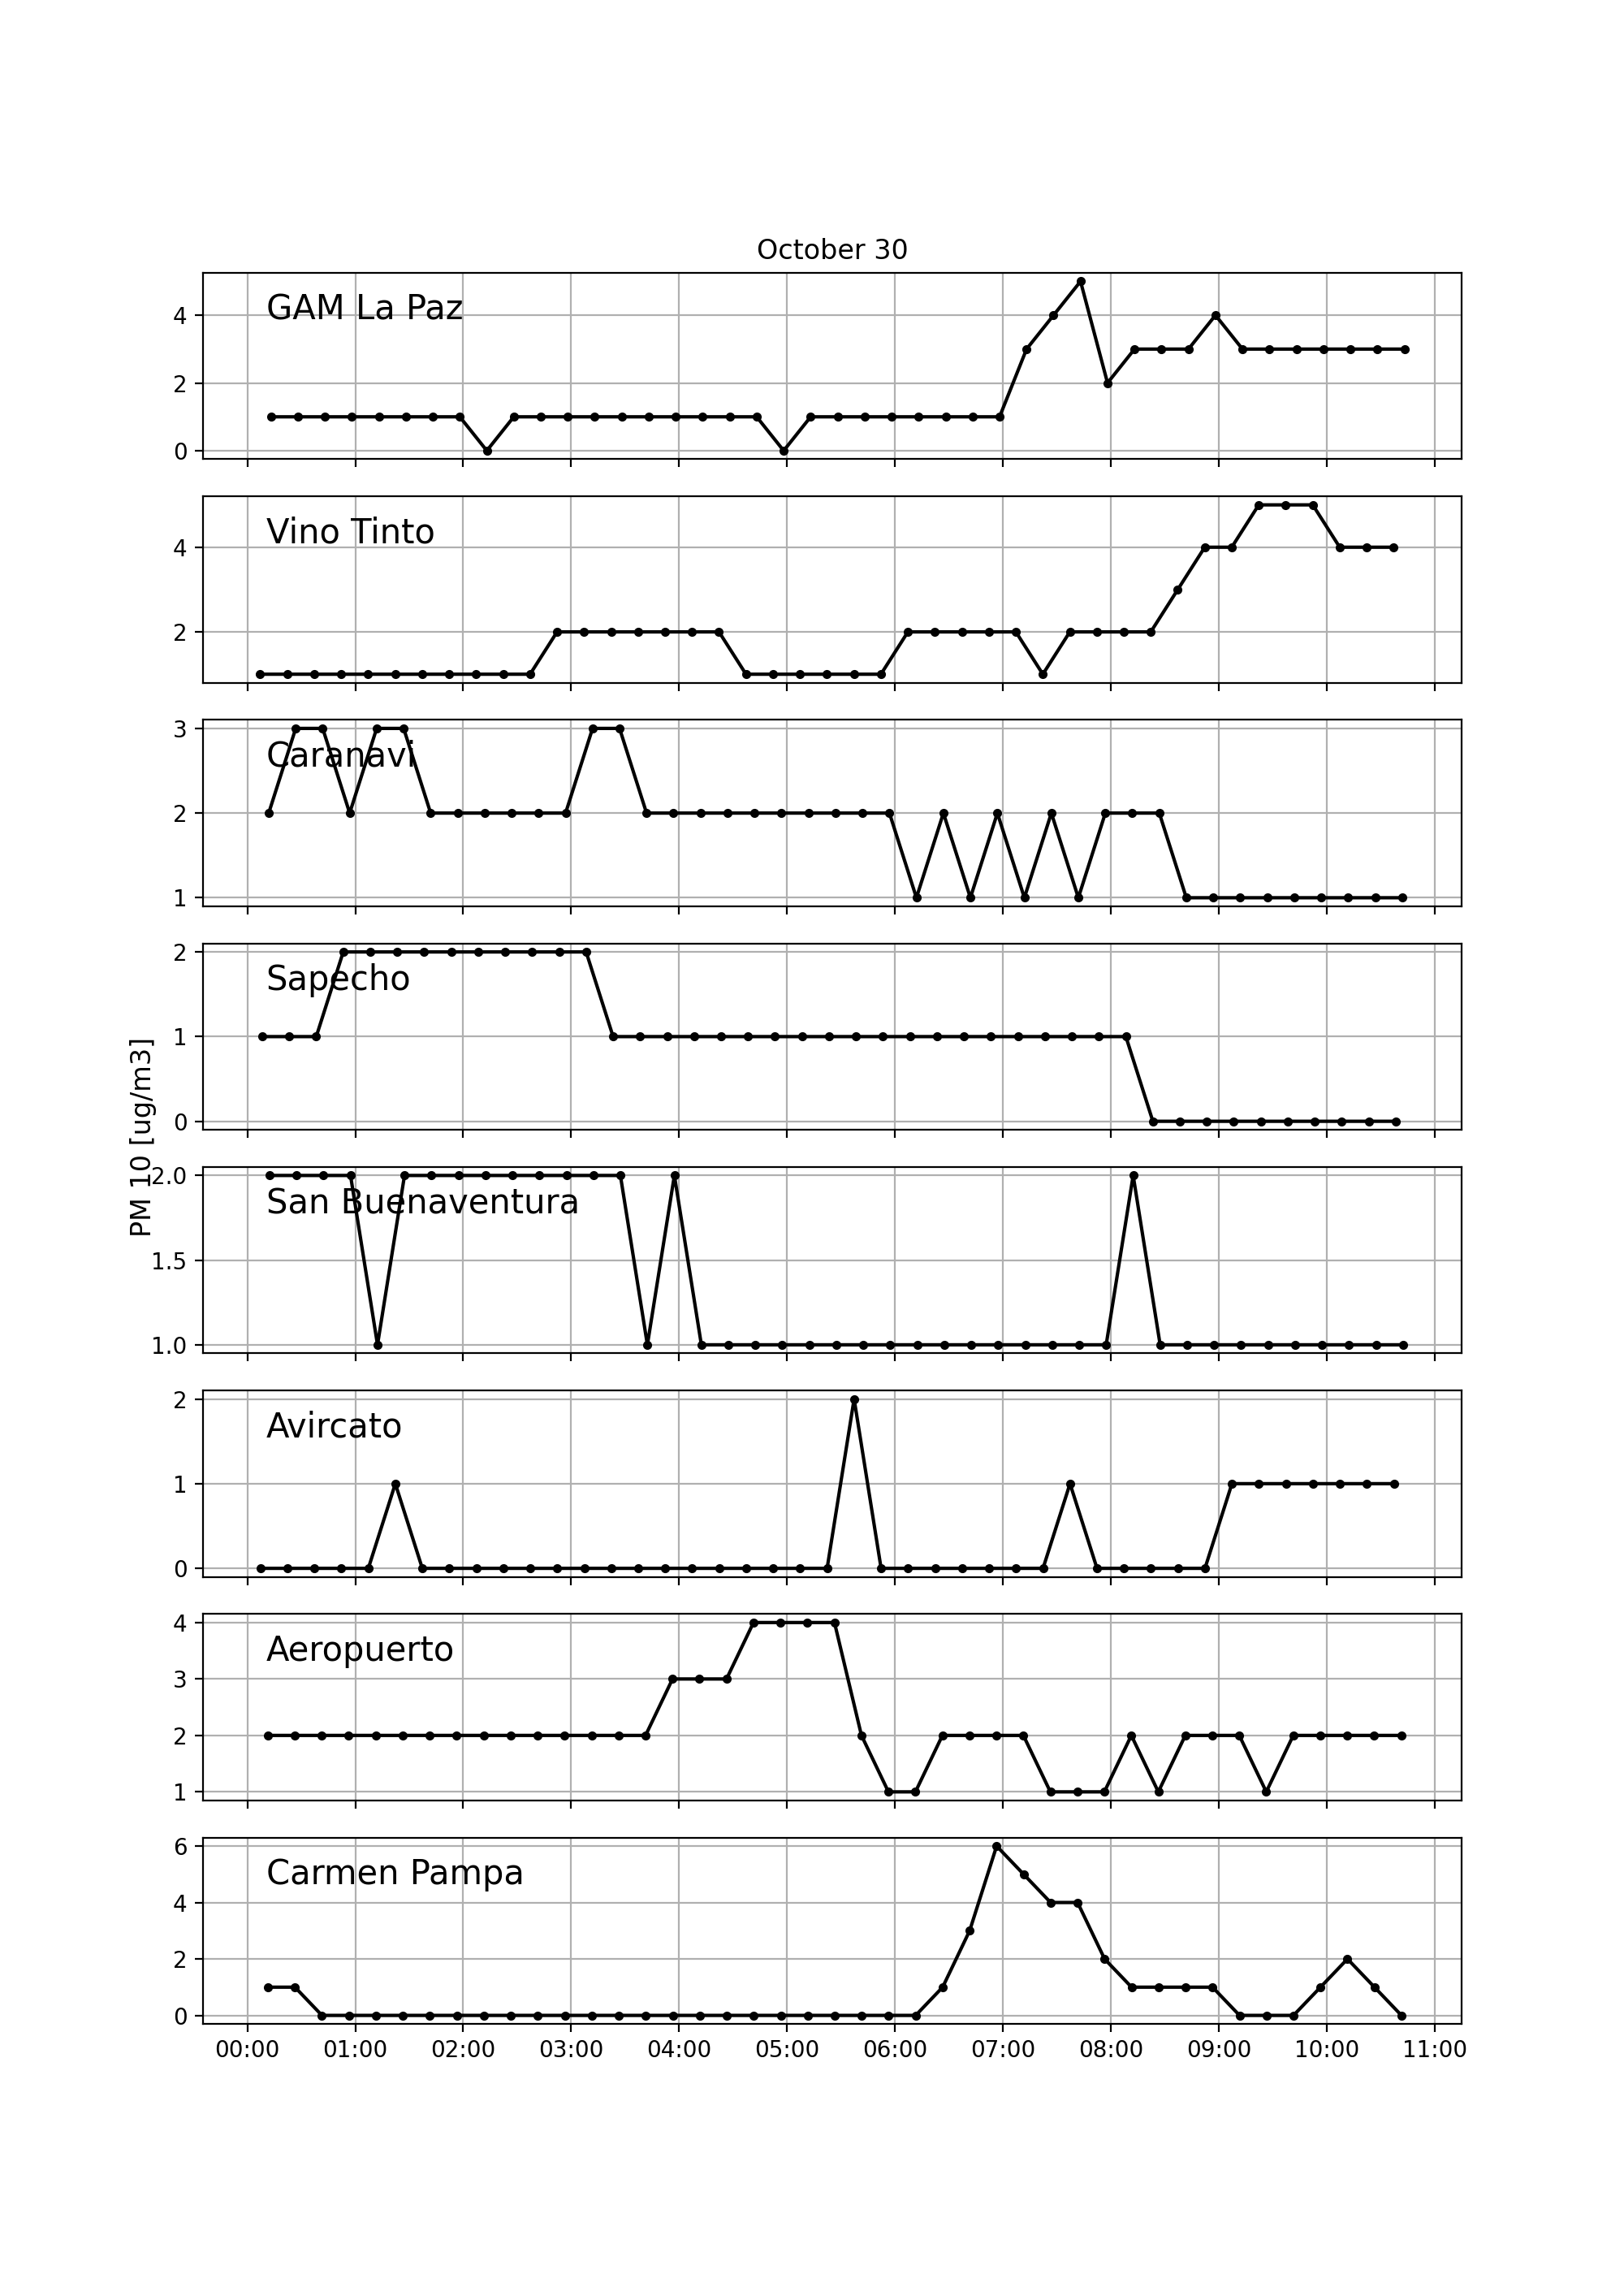 October 30
GAM La Paz
4
2
0
Vino Tinto
4
2
Caranavi
3
2
1
Sapecho
2
1
0
PM 10 [ug/m3]
San Buenaventura
2.0
1.5
1.0
Avircato
2
1
0
Aeropuerto
4
3
2
1
Carmen Pampa
6
4
2
0
00:00 01:00 02:00 03:00 04:00 05:00 06:00 07:00 08:00 09:00 10:00 11:00